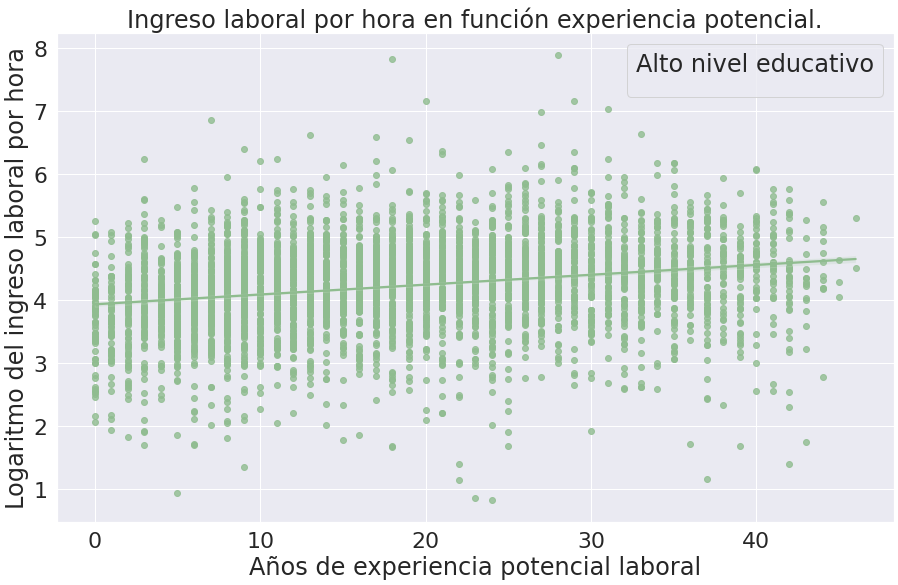 Ingreso laboral por hora en función experiencia potencial.
Alto nivel educativo
Logaritmo del ingreso laboral por hora
8
7
6
5
4
3
2
1
0 10 20 30 40
Años de experiencia potencial laboral